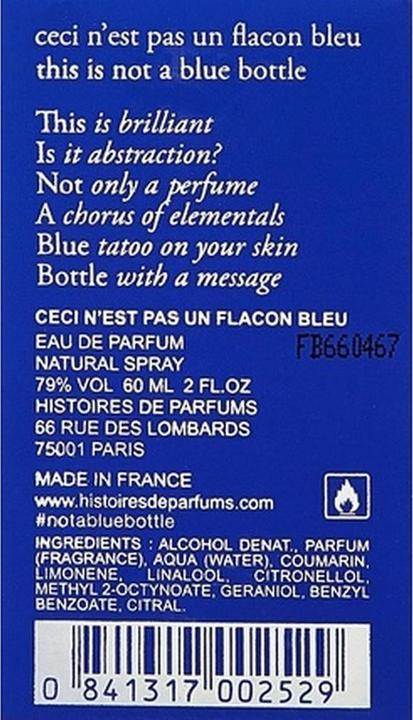 ceci n'est pas un flacon bleu
this is not a blue bottle
This is brilliant
Is it abstraction?
Not only a perfume
A chorus of elementals
Blue tatoo on your skin
Bottle with a message
CECI N'EST PAS UN FLACON BLEU
EAU DE PARFUM
FB660467
NATURAL SPRAY
79% VOL 60 ML 2 FL.OZ
HISTOIRES DE PARFUMS
66 RUE DES LOMBARDS
75001 PARIS
MADE IN FRANCE
www.histoiresdeparfums.com
#notabluebottle
INGREDIENTS : ALCOHOL DENAT., PARFUM
(FRAGRANCE), AQUA (WATER), COUMARIN,
LIMONENE, LINALOOL, CITRONELLOL,
METHYL 2-OCTYNOATE, GERANIOL, BENZYL
BENZOATE, CITRAL.
0 841317 002529